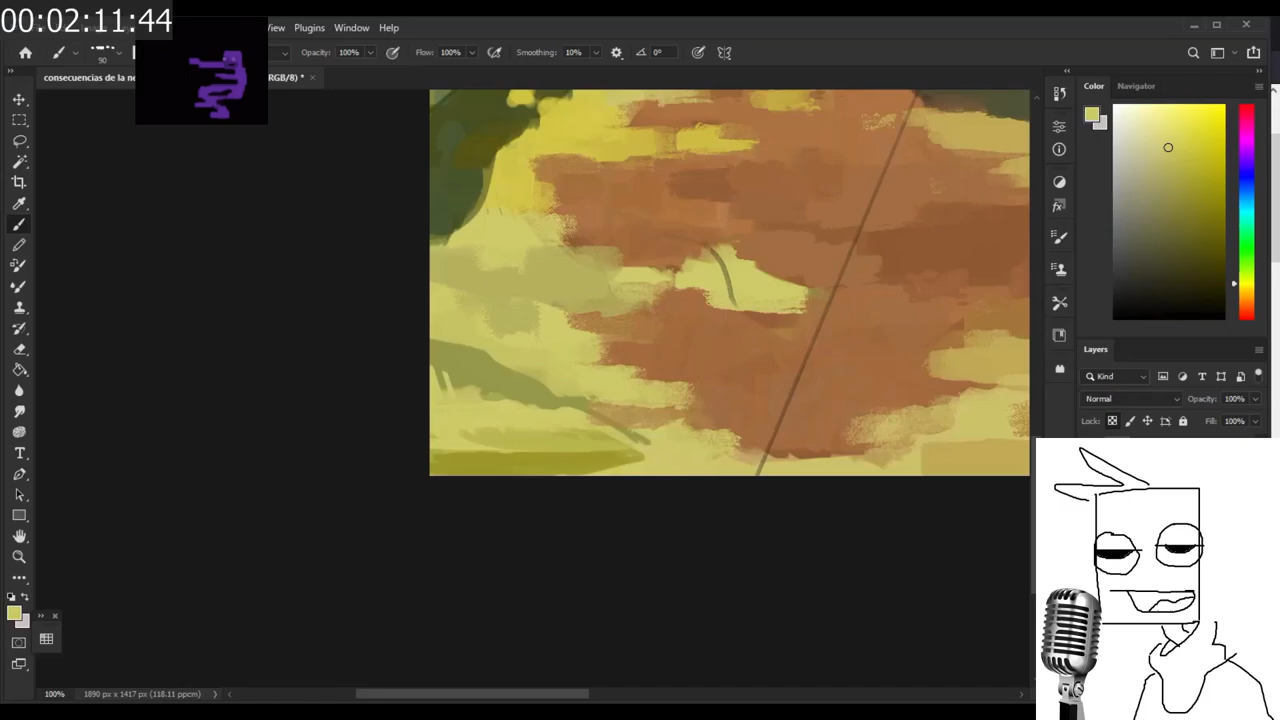 00:02:11:44
View Plugins Window Help
90 Opacity: 100% Flow: 100% Smoothing: 10% 0°
consecuencias de la ne RGB/8) * ×
Color Navigator
Layers
Kind
Normal Opacity: 100%
Lock: Fill: 100%
100% 1890 px x 1417 px (118.11 ppcm)